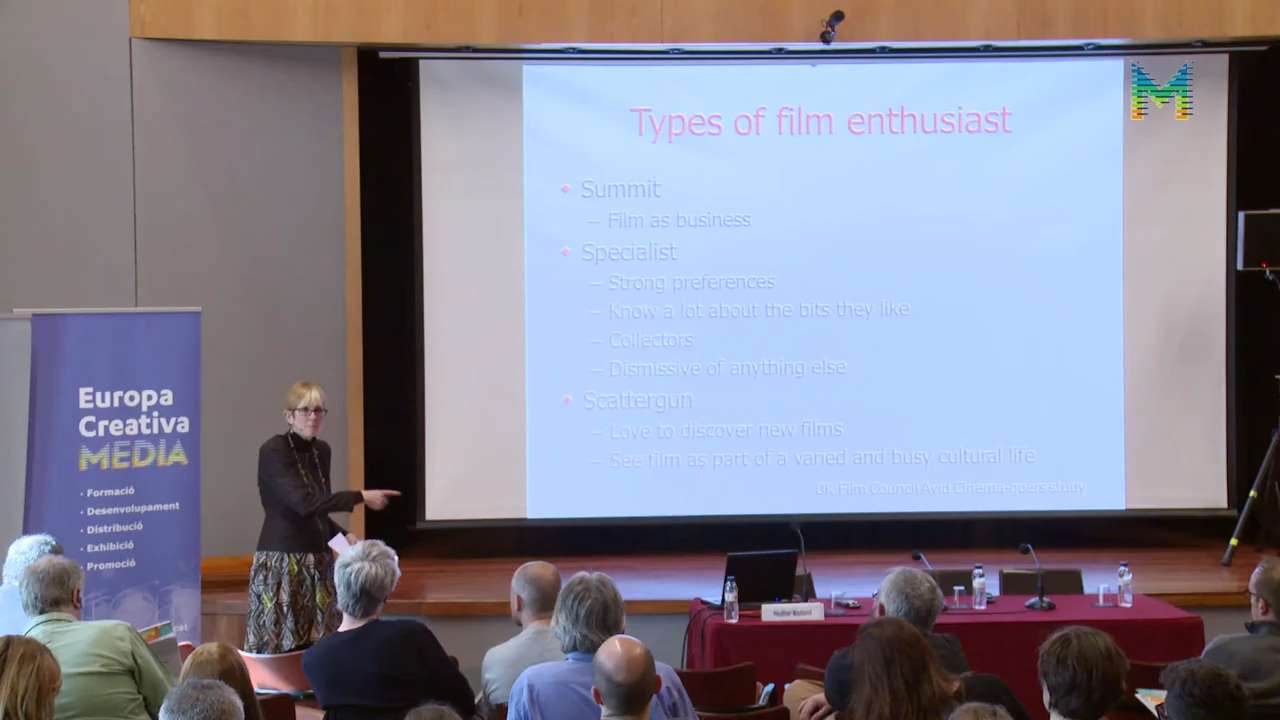 Types of film enthusiast
• Summit
– Film as business
• Specialist
– Strong preferences
– Know a lot about the bits they like
– Collectors
– Dismissive of anything else
• Scattergun
– Love to discover new films
– See film as part of a varied and busy cultural life
Uk Film Council Avid Cinema-goers study
M
Europa
Creativa
MEDIA
· Formació
· Desenvolupament
· Distribució
· Exhibició
· Promoció
Heather Maitland